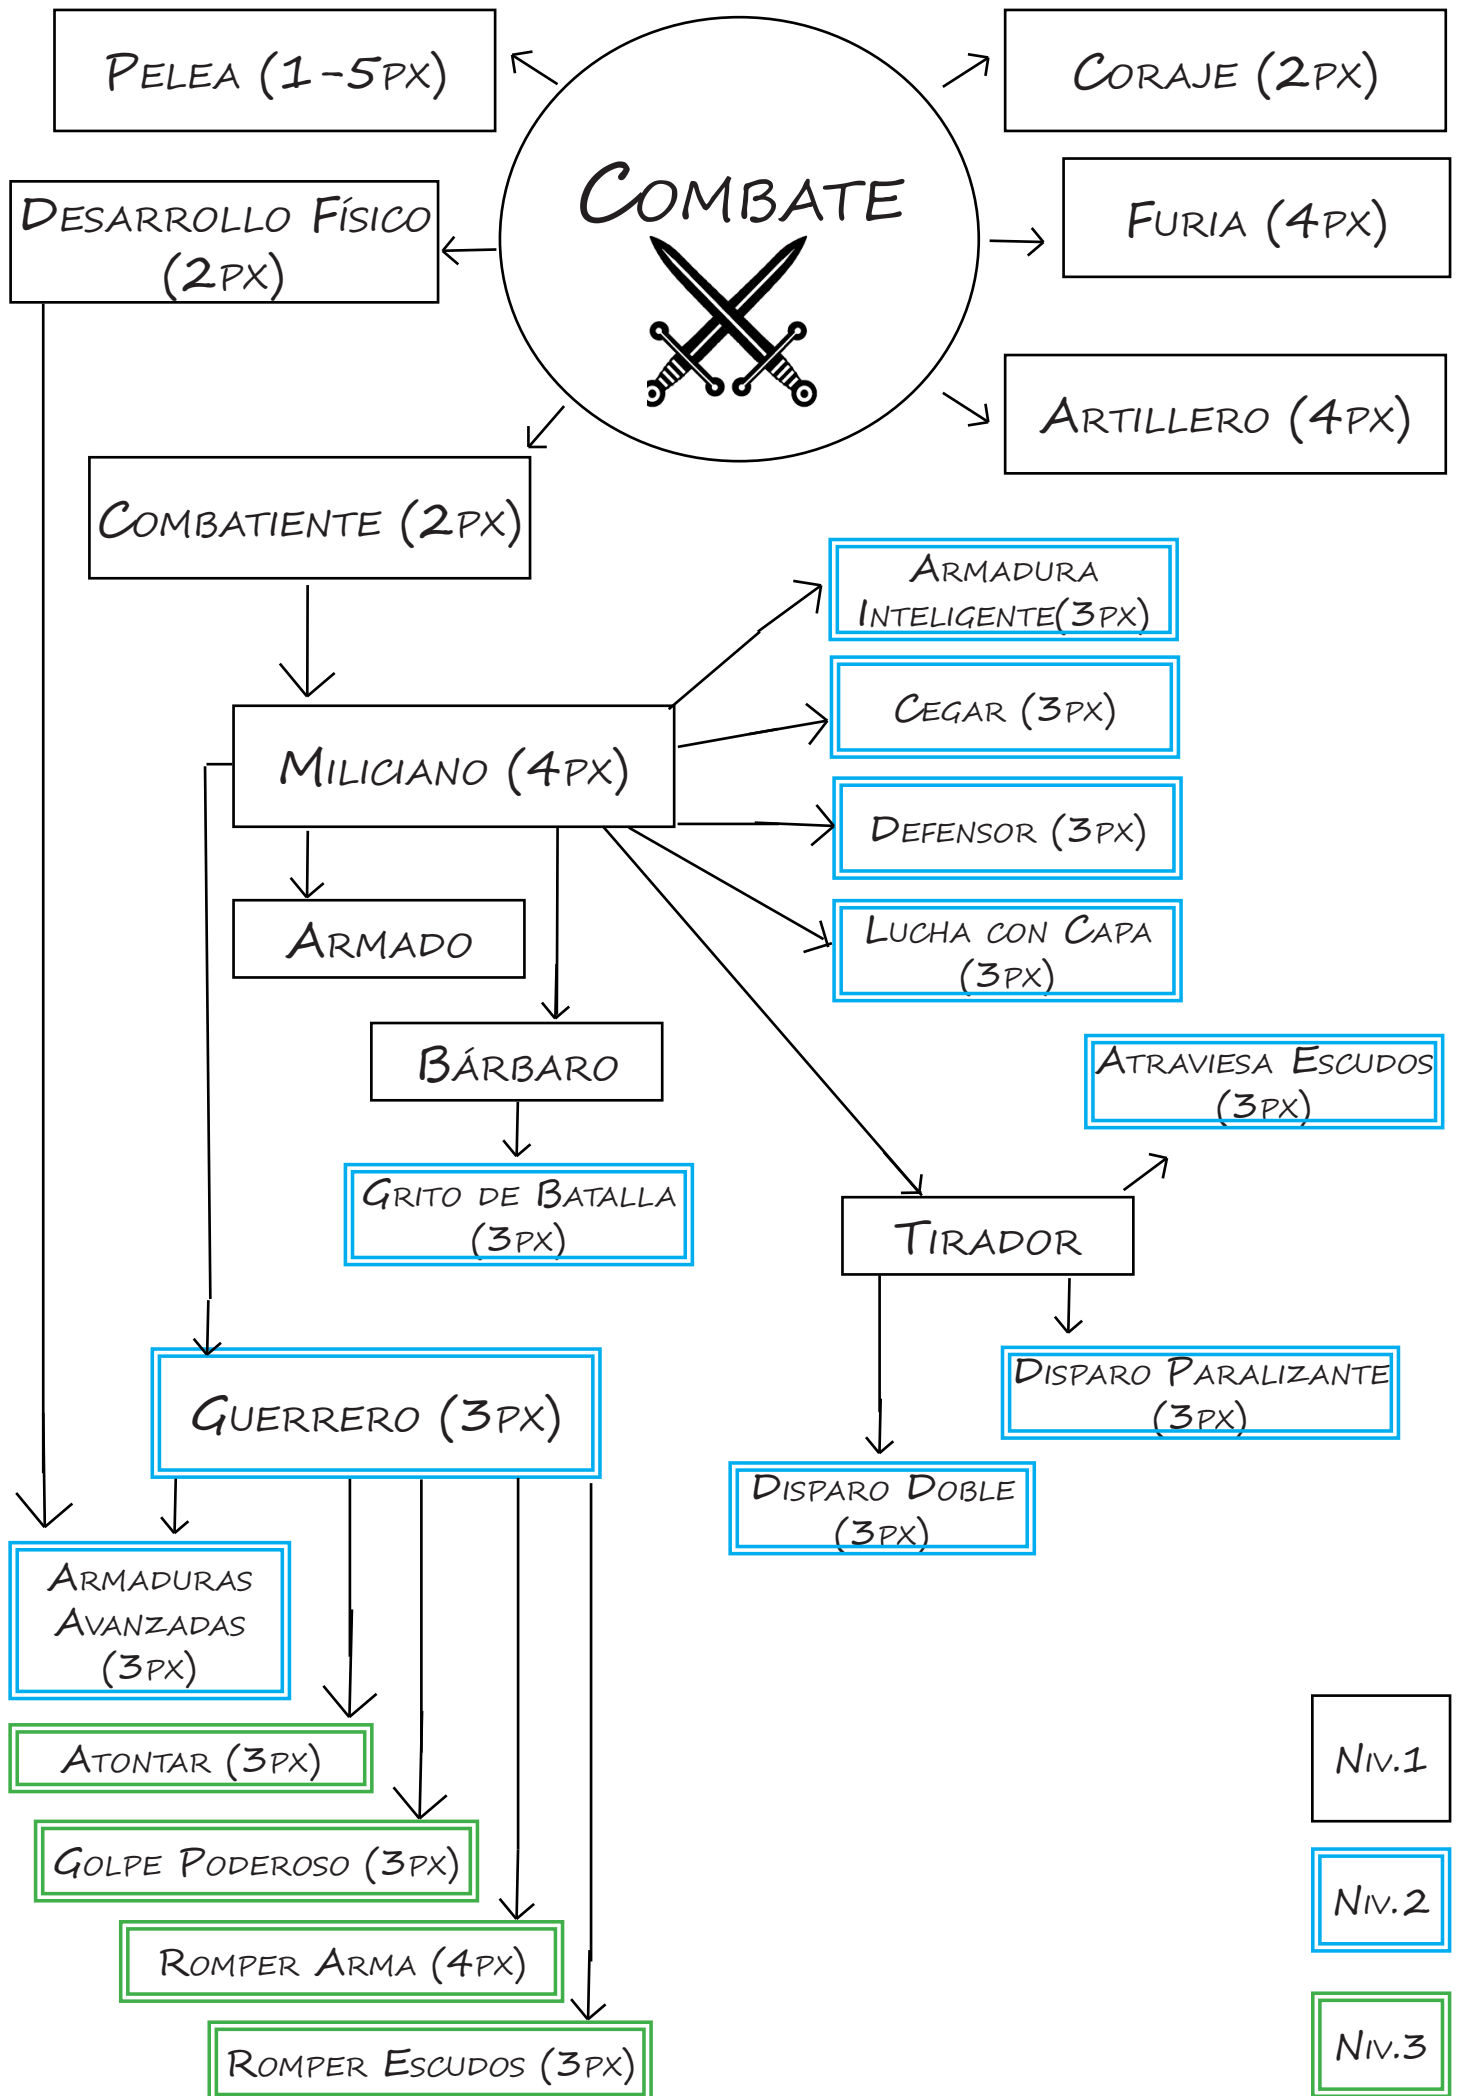 Pelea (1-5px)
Coraje (2px)
Combate
Desarrollo Físico
(2px)
Furia (4px)
Artillero (4px)
Combatiente (2px)
Armadura
Inteligente(3px)
Cegar (3px)
Miliciano (4px)
Defensor (3px)
Armado
Lucha con Capa
(3px)
Bárbaro
Atraviesa Escudos
(3px)
Grito de Batalla
(3px)
Tirador
Guerrero (3px)
Disparo Paralizante
(3px)
Disparo Doble
(3px)
Armaduras
Avanzadas
(3px)
Atontar (3px)
Golpe Poderoso (3px)
Romper Arma (4px)
Romper Escudos (3px)
Niv.1
Niv.2
Niv.3